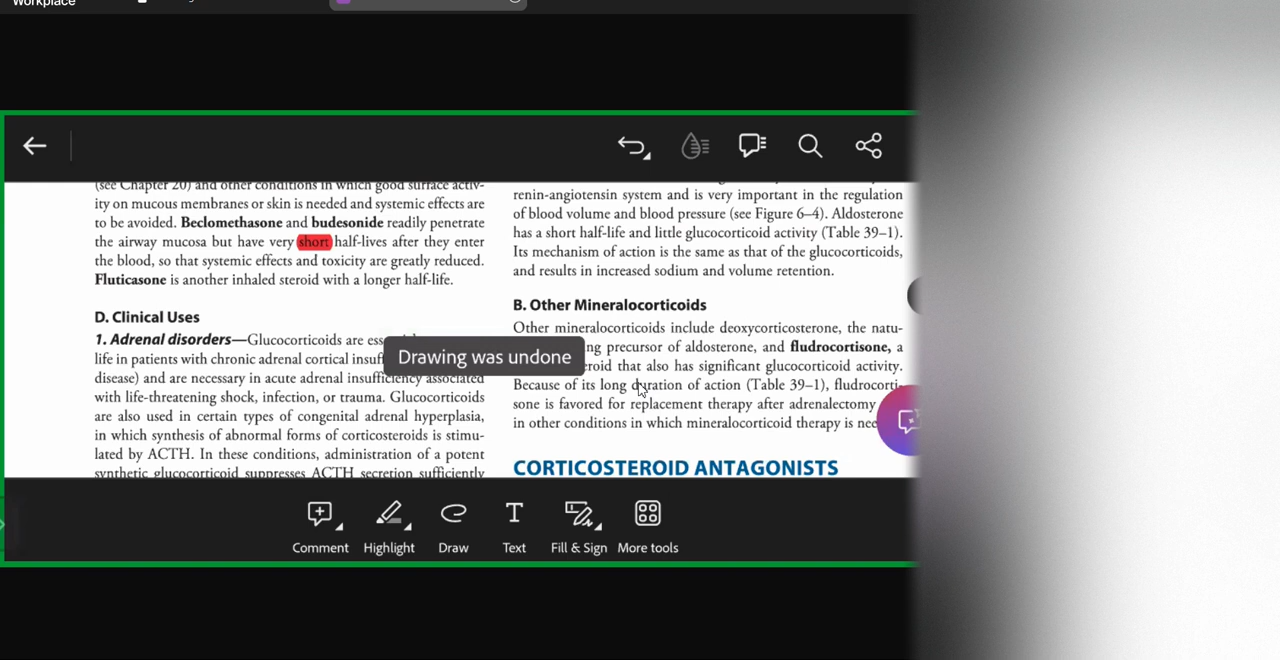 Workplace
(see Chapter 20) and other conditions in which good surface activ-
ity on mucous membranes or skin is needed and systemic effects are
to be avoided. Beclomethasone and budesonide readily penetrate
the airway mucosa but have very short half-lives after they enter
the blood, so that systemic effects and toxicity are greatly reduced.
Fluticasone is another inhaled steroid with a longer half-life.
D. Clinical Uses
1. Adrenal disorders—Glucocorticoids are
life in patients with chronic adrenal cortical
disease) and are necessary in acute adrenal insufficiency associated
with life-threatening shock, infection, or trauma. Glucocorticoids
are also used in certain types of congenital adrenal hyperplasia,
in which synthesis of abnormal forms of corticosteroids is stimu-
lated by ACTH. In these conditions, administration of a potent
synthetic glucocorticoid suppresses ACTH secretion sufficiently
renin-angiotensin system and is very important in the regulation
of blood volume and blood pressure (see Figure 6–4). Aldosterone
has a short half-life and little glucocorticoid activity (Table 39–1).
Its mechanism of action is the same as that of the glucocorticoids,
and results in increased sodium and volume retention.
B. Other Mineralocorticoids
Other mineralocorticoids include deoxycorticosterone, the natu-
precursor of aldosterone, and fludrocortisone, a
that also has significant glucocorticoid activity.
Because of its long duration of action (Table 39–1), fludrocorti-
sone is favored for replacement therapy after adrenalectomy
in other conditions in which mineralocorticoid therapy is
CORTICOSTEROID ANTAGONISTS
Drawing was undone
Comment
Highlight
Draw
Text
Fill & Sign
More tools